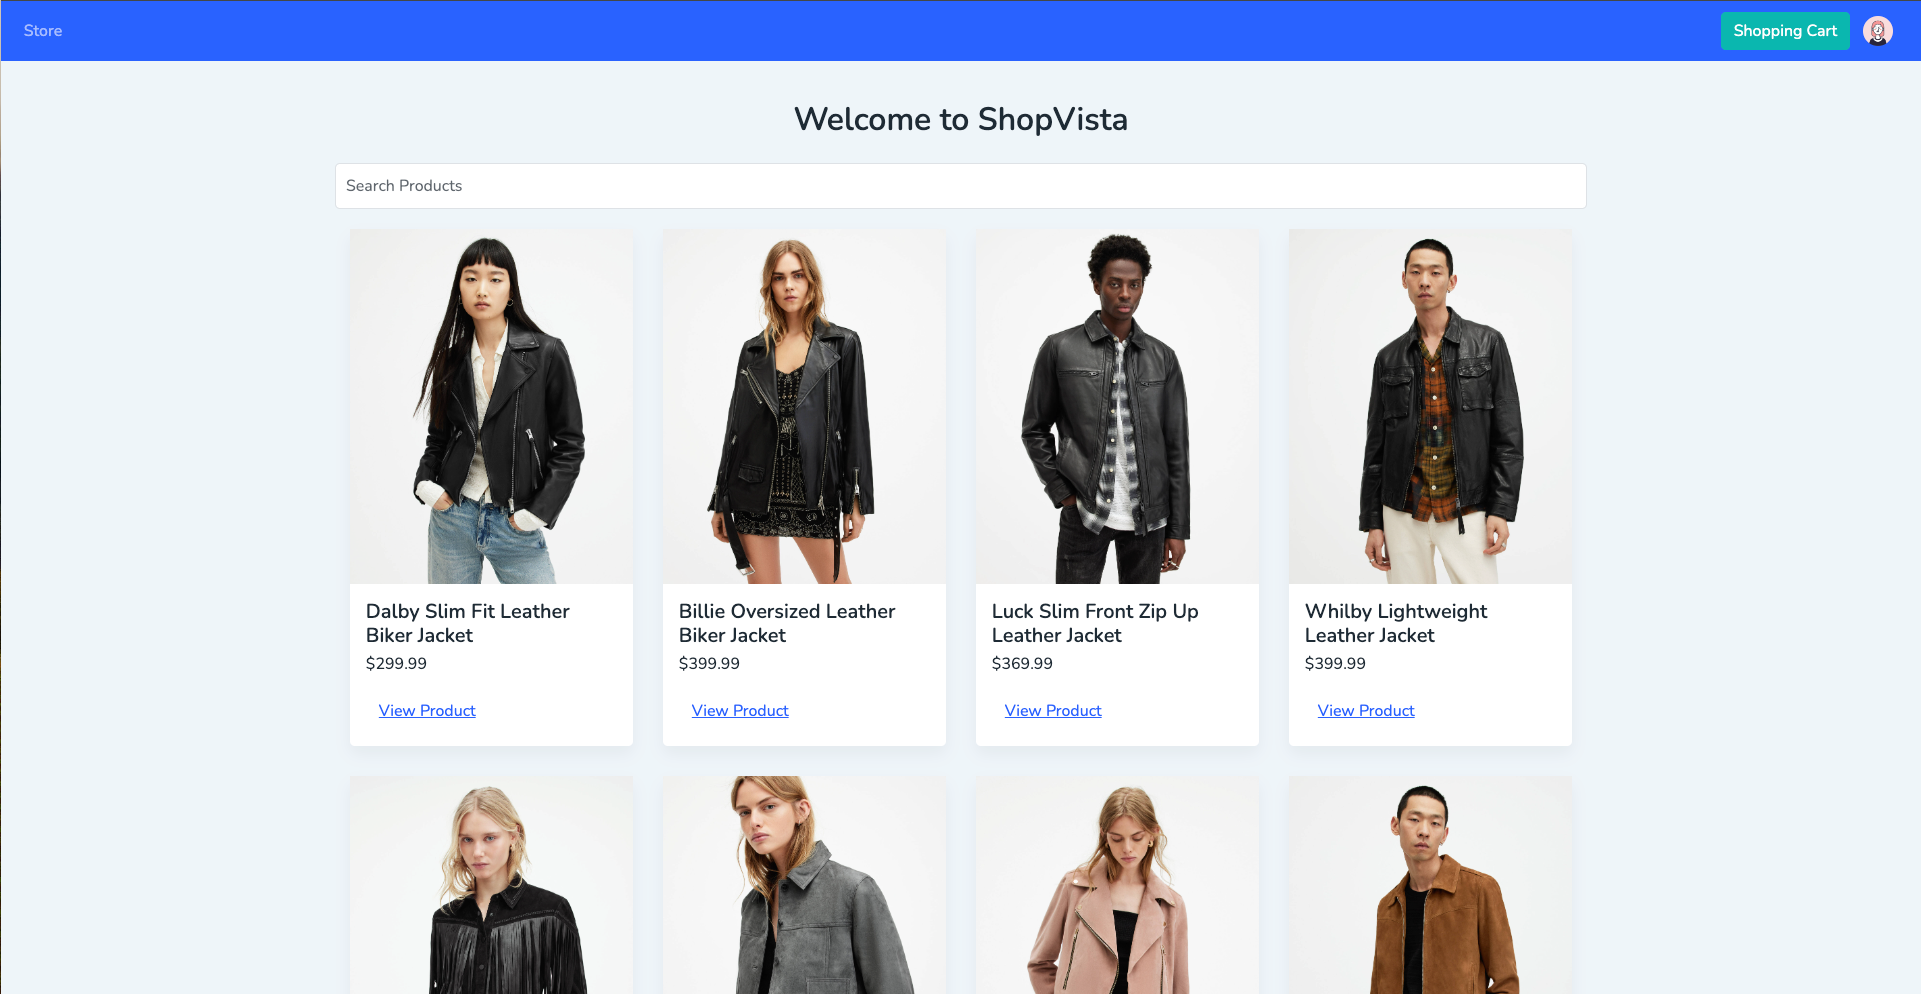 Store
Shopping Cart
Welcome to ShopVista
Search Products
Dalby Slim Fit Leather
Biker Jacket
$299.99
View Product
Billie Oversized Leather
Biker Jacket
$399.99
View Product
Luck Slim Front Zip Up
Leather Jacket
$369.99
View Product
Whilby Lightweight
Leather Jacket
$399.99
View Product